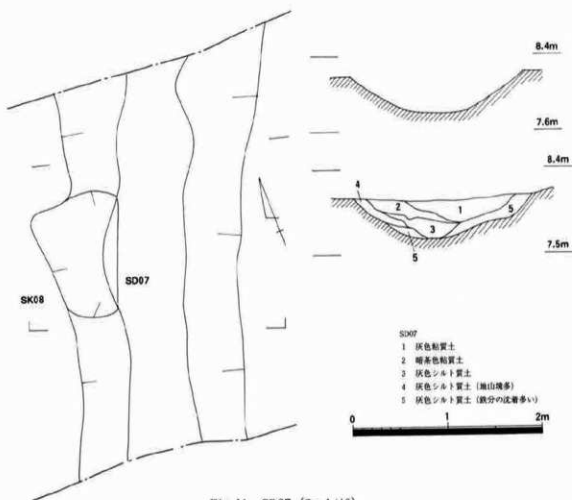 8.4m
7.6m
8.4m
4
2
1
5
3
5
7.5m
SK08
SD07
SD07
1 灰色粘質土
2 暗茶色粘質土
3 灰色シルト質土
4 灰色シルト質土（地山塊多）
5 灰色シルト質土（鉄分の沈着多い）
0 1 2m